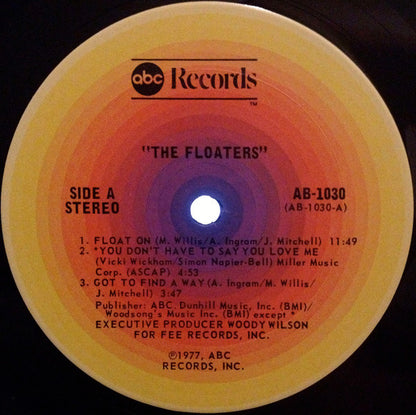 abc Records
TM
"THE FLOATERS"
SIDE A
STEREO
AB-1030
(AB-1030-A)
1. FLOAT ON (M. Willis/A. Ingram/J. Mitchell) 11:49
2. *YOU DON'T HAVE TO SAY YOU LOVE ME
(Vicki Wickham/Simon Napier-Bell) Miller Music
Corp. (ASCAP) 4:53
3. GOT TO FIND A WAY (A. Ingram/M. Willis/
J. Mitchell) 3:47
Publisher: ABC. Dunhill Music, Inc. (BMI)/
Woodsong's Music Inc. (BMI) except *
EXECUTIVE PRODUCER WOODY WILSON
FOR FEE RECORDS, INC.
℗1977, ABC
RECORDS, INC.